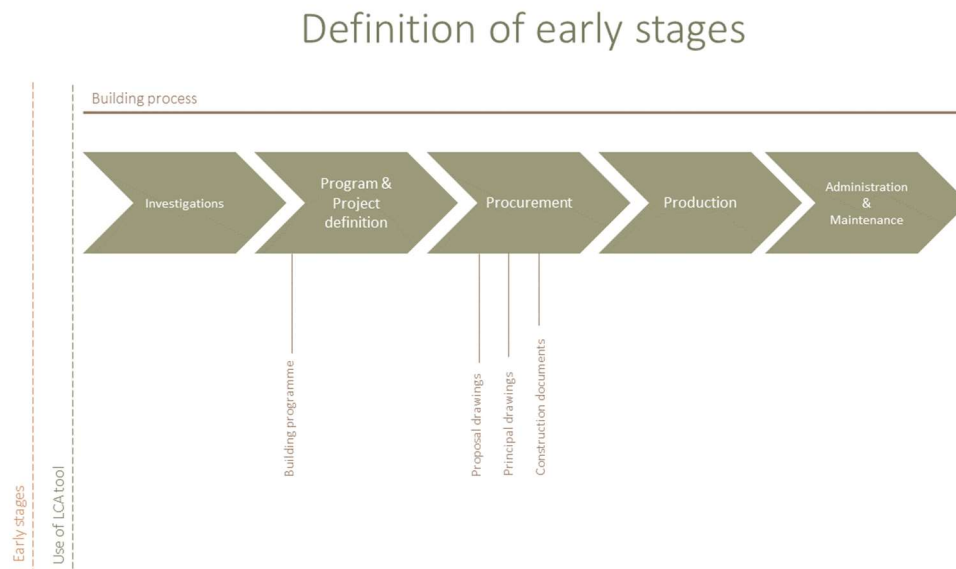 Definition of early stages
Building process
Investigations
Program &
Project
definition
Procurement
Production
Administration
&
Maintenance
Building programme
Proposal drawings
Principal drawings
Construction documents
Early stages
Use of LCA tool